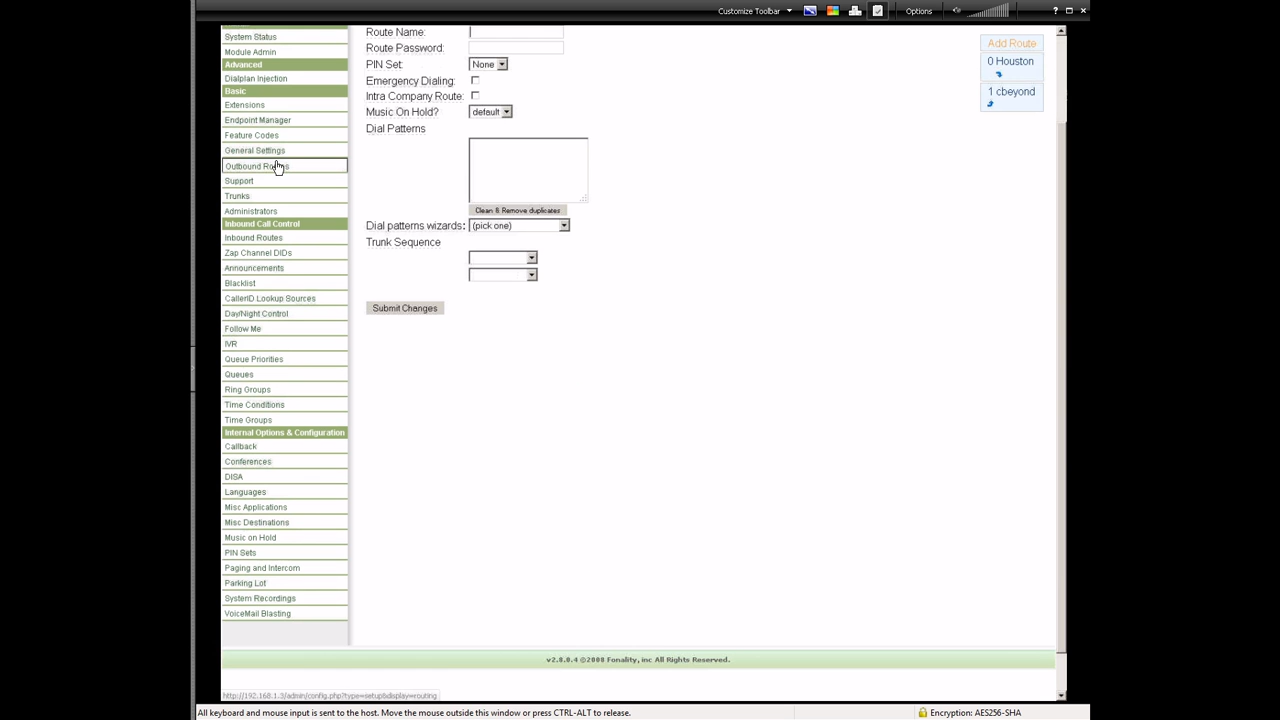 Customize Toolbar
Options
?
System Status
Module Admin
Advanced
Dialplan Injection
Basic
Extensions
Endpoint Manager
Feature Codes
General Settings
Outbound Routes
Support
Trunks
Administrators
Inbound Call Control
Inbound Routes
Zap Channel DIDs
Announcements
Blacklist
CallerID Lookup Sources
Day/Night Control
Follow Me
IVR
Queue Priorities
Queues
Ring Groups
Time Conditions
Time Groups
Internal Options & Configuration
Callback
Conferences
DISA
Languages
Misc Applications
Misc Destinations
Music on Hold
PIN Sets
Paging and Intercom
Parking Lot
System Recordings
VoiceMail Blasting
Route Name:
Route Password:
PIN Set: None
Emergency Dialing:
Intra Company Route:
Music On Hold? default
Dial Patterns
Clean & Remove duplicates
Dial patterns wizards: (pick one)
Trunk Sequence
Submit Changes
Add Route
0 Houston
1 cbeyond
v2.8.0.4 ©2008 Fonality, inc All Rights Reserved.
http://192.168.1.3/admin/config.php?type=setup&display=routing
All keyboard and mouse input is sent to the host. Move the mouse outside this window or press CTRL-ALT to release.
Encryption: AES256-SHA